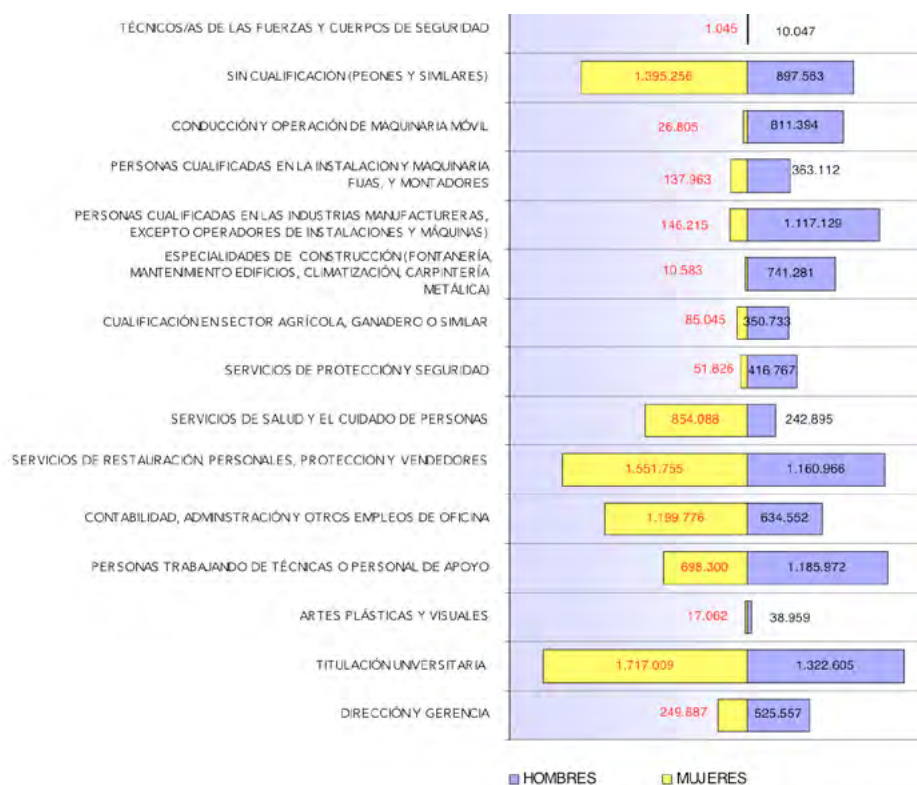 TÉCNICOS/AS DE LAS FUERZAS Y CUERPOS DE SEGURIDAD 1.045 10.047
SIN CUALIFICACIÓN (PEONES Y SIMILARES) 1.395.256 897.563
CONDUCCIÓN Y OPERACIÓN DE MAQUINARIA MÓVIL 26.805 811.394
PERSONAS CUALIFICADAS EN LA INSTALACION Y MAQUINARIA
FIJAS, Y MONTADORES 137.963 363.112
PERSONAS CUALIFICADAS EN LAS INDUSTRIAS MANUFACTURERAS,
EXCEPTO OPERADORES DE INSTALACIONES Y MÁQUINAS) 146.215 1.117.129
ESPECIALIDADES DE CONSTRUCCIÓN (FONTANERÍA,
MANTENIMIENTO EDIFICIOS, CLIMATIZACIÓN, CARPINTERÍA
METÁLICA) 10.583 741.281
CUALIFICACIÓN EN SECTOR AGRÍCOLA, GANADERO O SIMILAR 85.045 350.733
SERVICIOS DE PROTECCIÓN Y SEGURIDAD 51.826 416.767
SERVICIOS DE SALUD Y EL CUIDADO DE PERSONAS 854.088 242.895
SERVICIOS DE RESTAURACIÓN, PERSONALES, PROTECCION Y VENDEDORES 1.551.755 1.160.966
CONTABILIDAD, ADMINISTRACIÓN Y OTROS EMPLEOS DE OFICINA 1.199.776 634.552
PERSONAS TRABAJANDO DE TÉCNICAS O PERSONAL DE APOYO 698.300 1.185.972
ARTES PLÁSTICAS Y VISUALES 17.062 38.959
TITULACIÓN UNIVERSITARIA 1.717.009 1.322.605
DIRECCIÓN Y GERENCIA 249.887 525.557
HOMBRES MUJERES